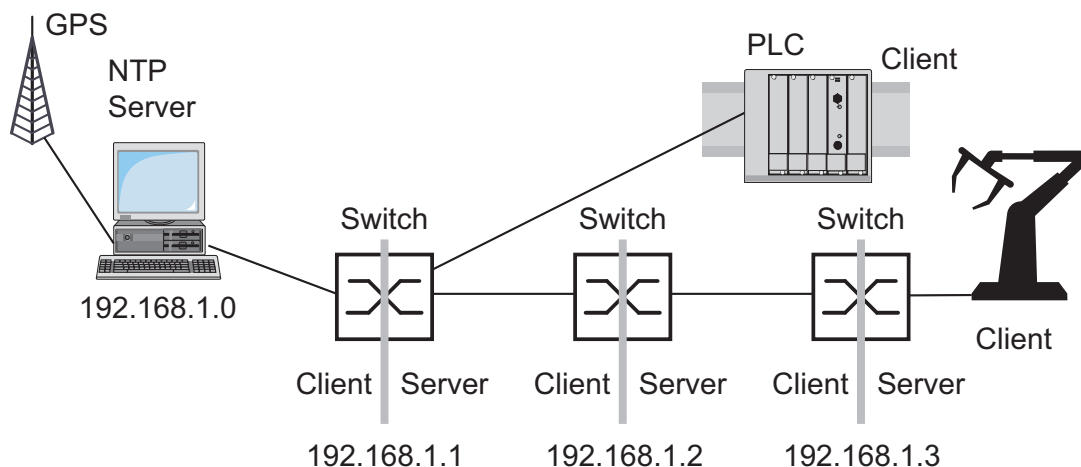 GPS
NTP
Server
192.168.1.0
PLC
Client
Switch
Switch
Switch
Client
Client Server
Client Server
Client Server
192.168.1.1
192.168.1.2
192.168.1.3